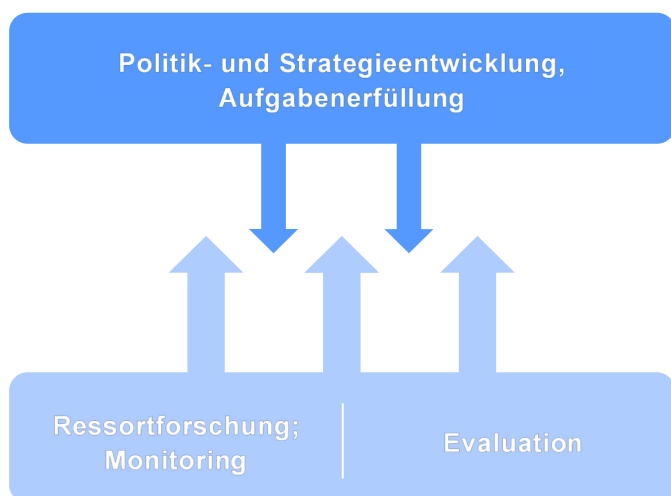 Politik- und Strategieentwicklung,
Aufgabenerfüllung
Ressortforschung;
Monitoring
Evaluation